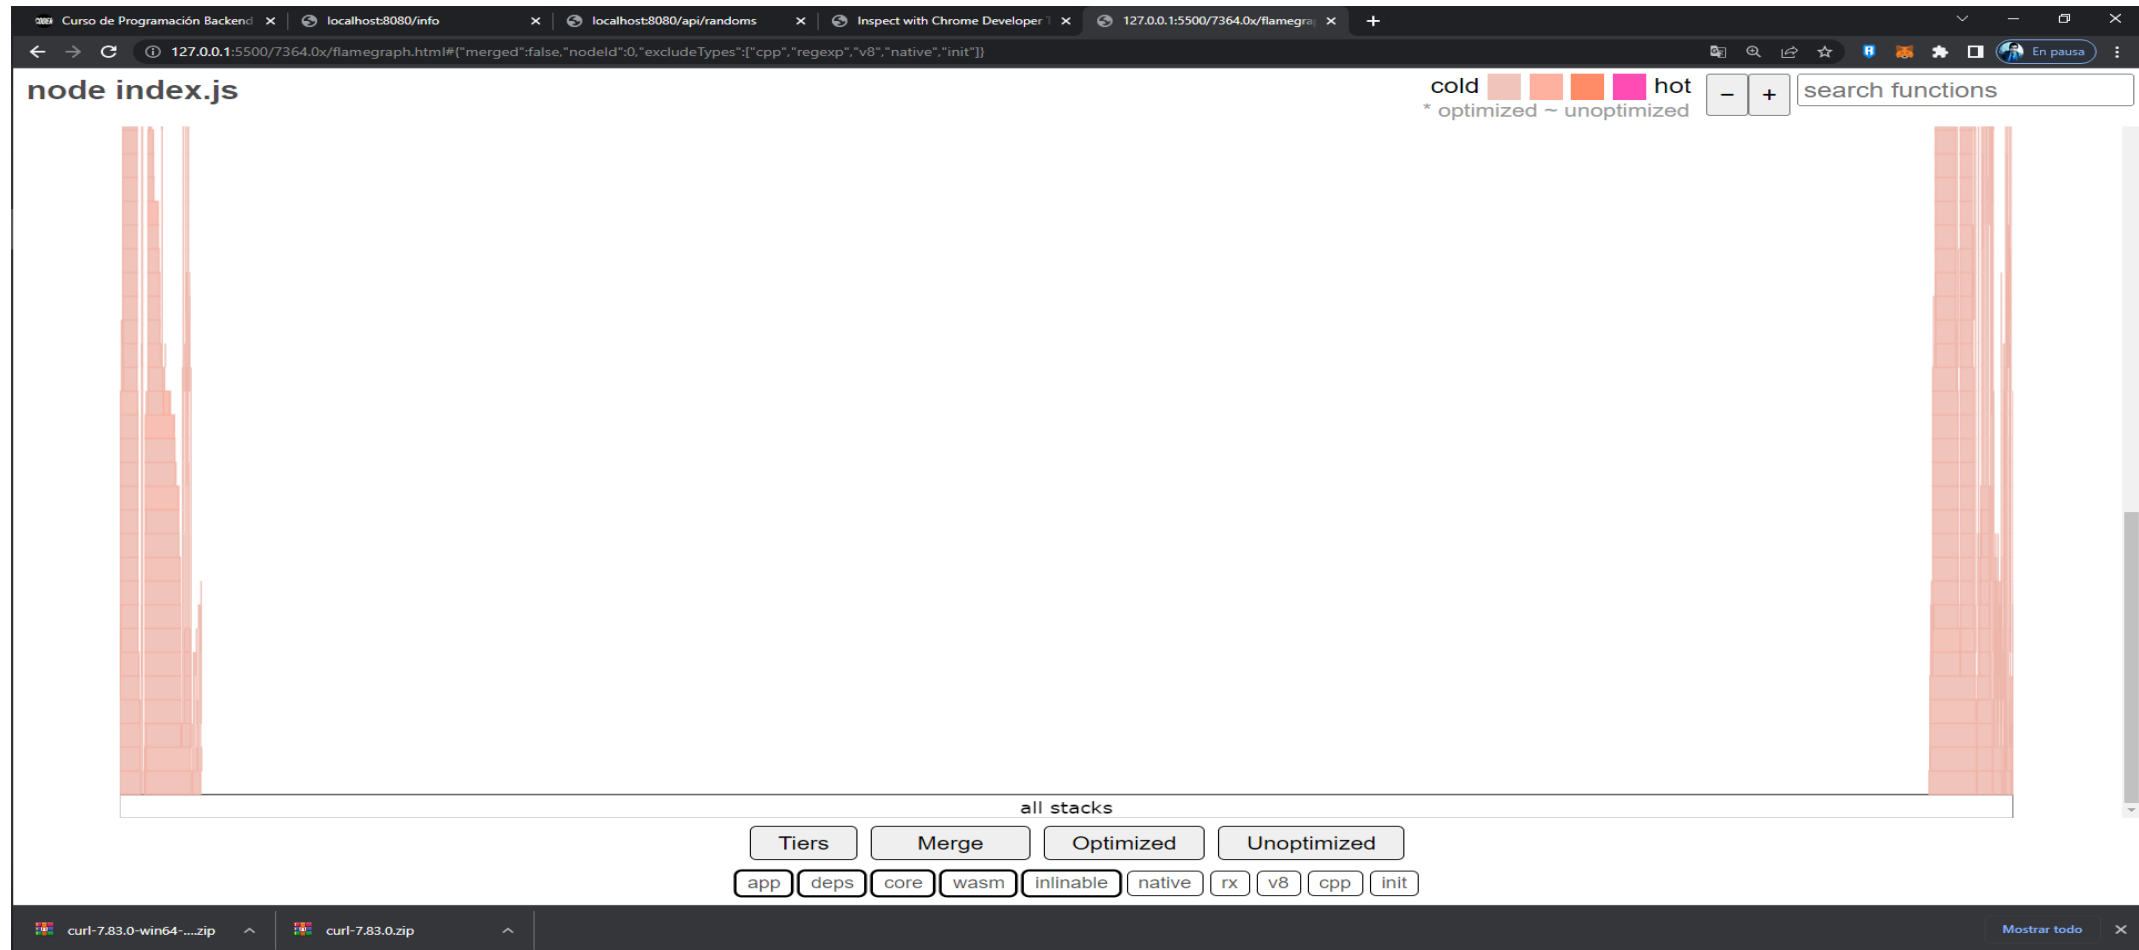 Curso de Programación Backend
localhost:8080/info
localhost:8080/api/randoms
Inspect with Chrome Developer T
127.0.0.1:5500/7364.0x/flamegra
127.0.0.1:5500/7364.0x/flamegraph.html#{"merged":false,"nodeId":0,"excludeTypes":["cpp","regexp","v8","native","init"]}
En pausa
node index.js
cold hot
* optimized ~ unoptimized
− +
search functions
all stacks
Tiers Merge Optimized Unoptimized
app deps core wasm inlinable native rx v8 cpp init
curl-7.83.0-win64-....zip
curl-7.83.0.zip
Mostrar todo